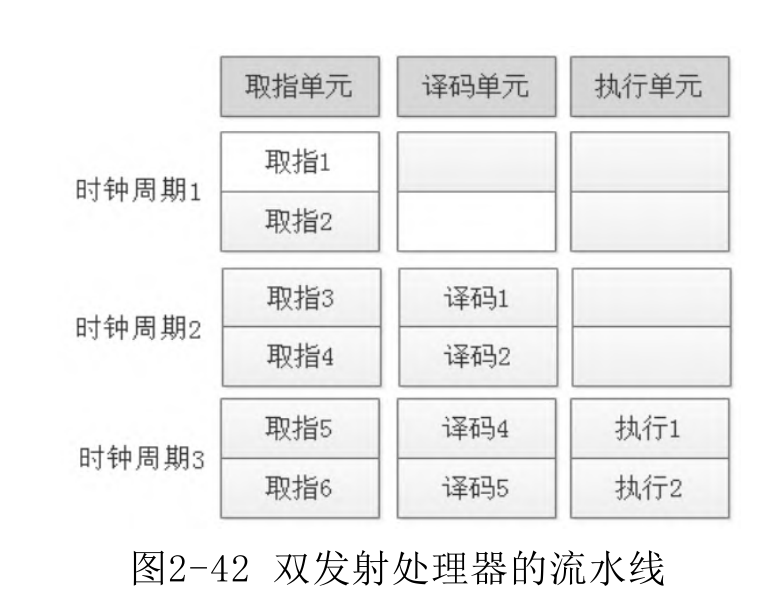 取指单元 译码单元 执行单元
时钟周期1
取指1
取指2
时钟周期2
取指3 译码1
取指4 译码2
时钟周期3
取指5 译码4 执行1
取指6 译码5 执行2
图2-42 双发射处理器的流水线